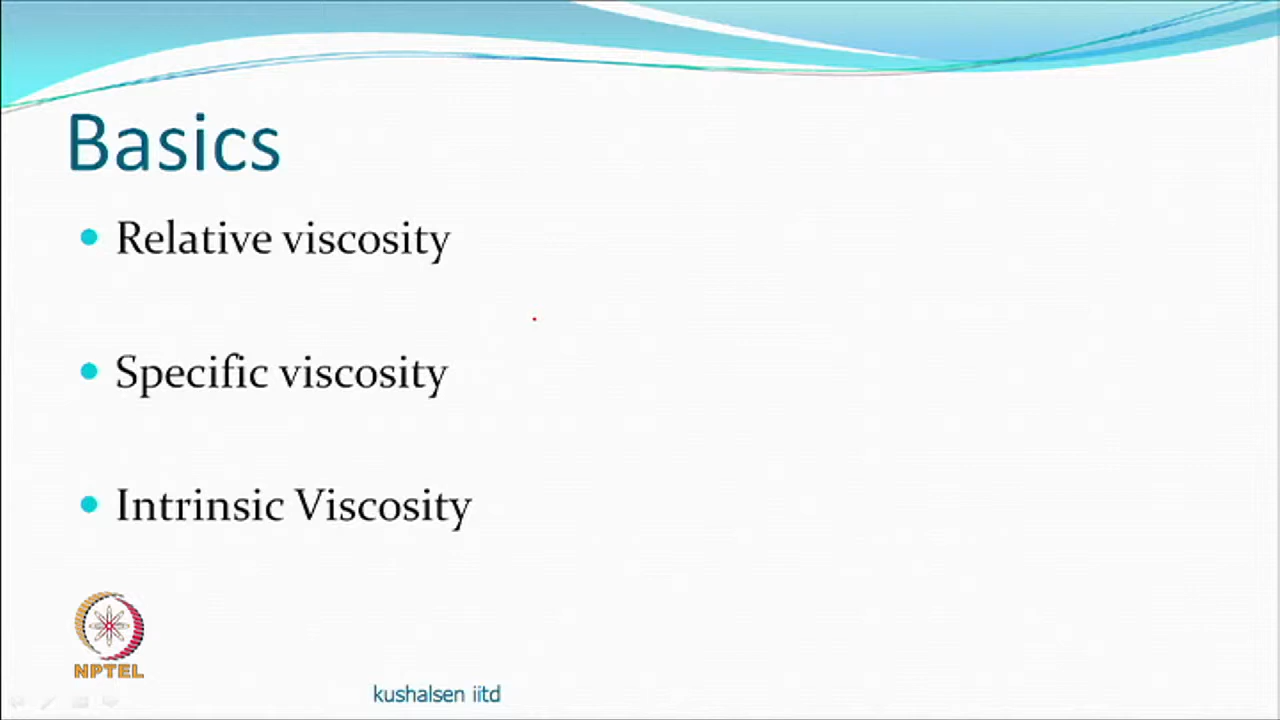 Basics
Relative viscosity
Specific viscosity
Intrinsic Viscosity
NPTEL
kushalsen iitd